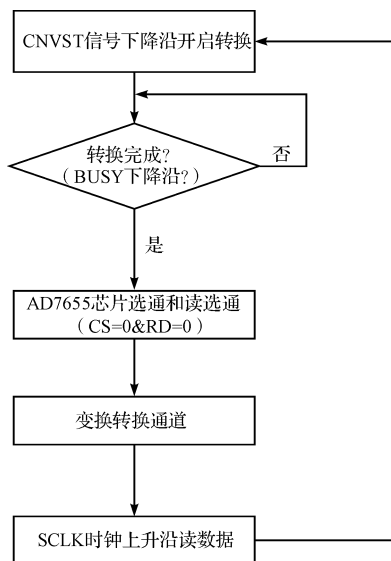 CNVST信号下降沿开启转换
转换完成?
（BUSY下降沿?）
否
是
AD7655芯片选通和读选通
（CS=0&RD=0）
变换转换通道
SCLK时钟上升沿读数据